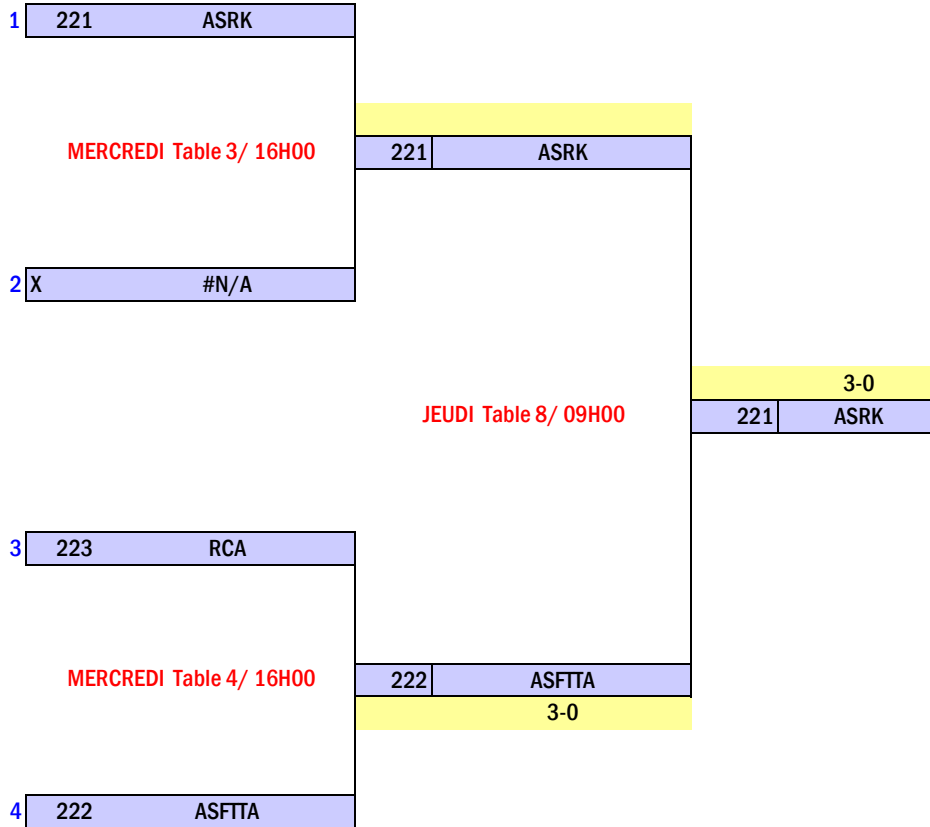 1 221 ASRK
MERCREDI Table 3/ 16H00
221 ASRK
2 X #N/A
3-0
JEUDI Table 8/ 09H00
221 ASRK
3 223 RCA
MERCREDI Table 4/ 16H00
222 ASFTTA
3-0
4 222 ASFTTA